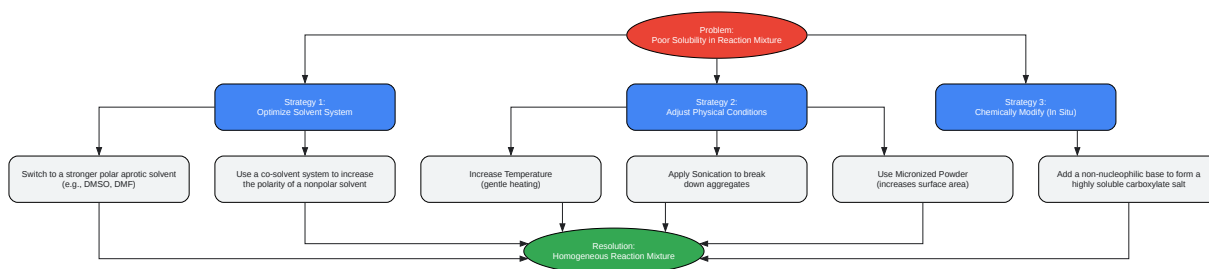 Problem:
Poor Solubility in Reaction Mixture
Strategy 1:
Optimize Solvent System
Strategy 2:
Adjust Physical Conditions
Strategy 3:
Chemically Modify (In Situ)
Switch to a stronger polar aprotic solvent
(e.g., DMSO, DMF)
Use a co-solvent system to increase
the polarity of a nonpolar solvent
Increase Temperature
(gentle heating)
Apply Sonication to break
down aggregates
Use Micronized Powder
(increases surface area)
Add a non-nucleophilic base to form a
highly soluble carboxylate salt
Resolution:
Homogeneous Reaction Mixture